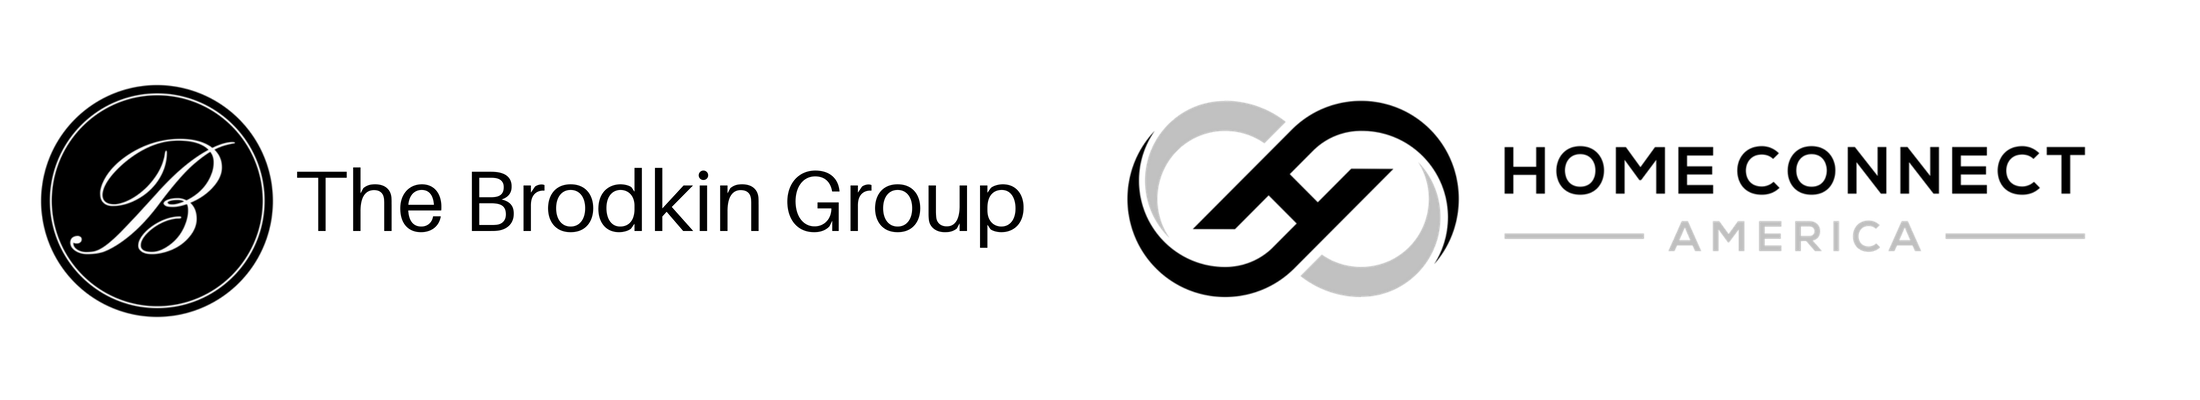 B
The Brodkin Group
H
HOME CONNECT
AMERICA